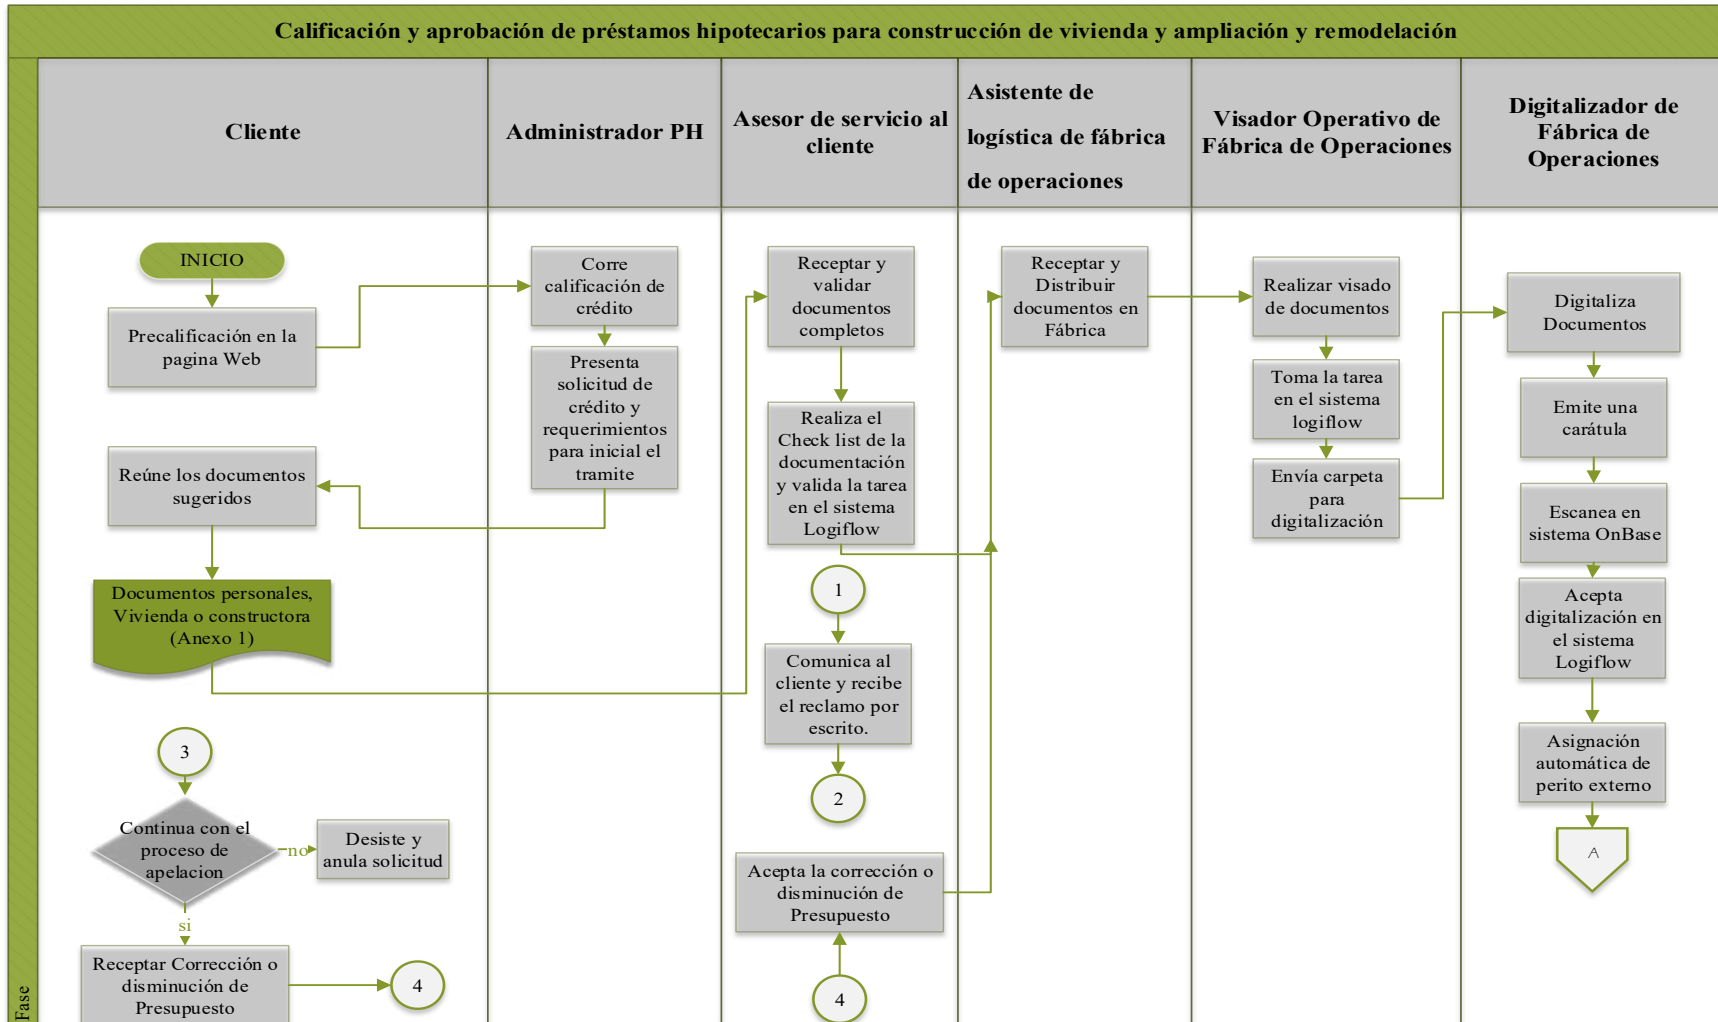 Calificación y aprobación de préstamos hipotecarios para construcción de vivienda y ampliación y remodelación
Fase
Cliente
Administrador PH
Asesor de servicio al
cliente
Asistente de
logística de fábrica
de operaciones
Visador Operativo de
Fábrica de Operaciones
Digitalizador de
Fábrica de
Operaciones
INICIO
Precalificación en la
pagina Web
Reúne los documentos
sugeridos
Documentos personales,
Vivienda o constructora
(Anexo 1)
3
Continua con el
proceso de
apelacion
no
Desiste y
anula solicitud
si
Receptar Corrección o
disminución de
Presupuesto
4
Corre
calificación de
crédito
Presenta
solicitud de
crédito y
requerimientos
para inicial el
tramite
Receptar y
validar
documentos
completos
Realiza el
Check list de la
documentación
y valida la tarea
en el sistema
Logiflow
1
Comunica al
cliente y recibe
el reclamo por
escrito.
2
Acepta la corrección o
disminución de
Presupuesto
4
Receptar y
Distribuir
documentos en
Fábrica
Realizar visado
de documentos
Toma la tarea
en el sistema
logiflow
Envía carpeta
para
digitalización
Digitaliza
Documentos
Emite una
carátula
Escanea en
sistema OnBase
Acepta
digitalización en
el sistema
Logiflow
Asignación
automática de
perito externo
A